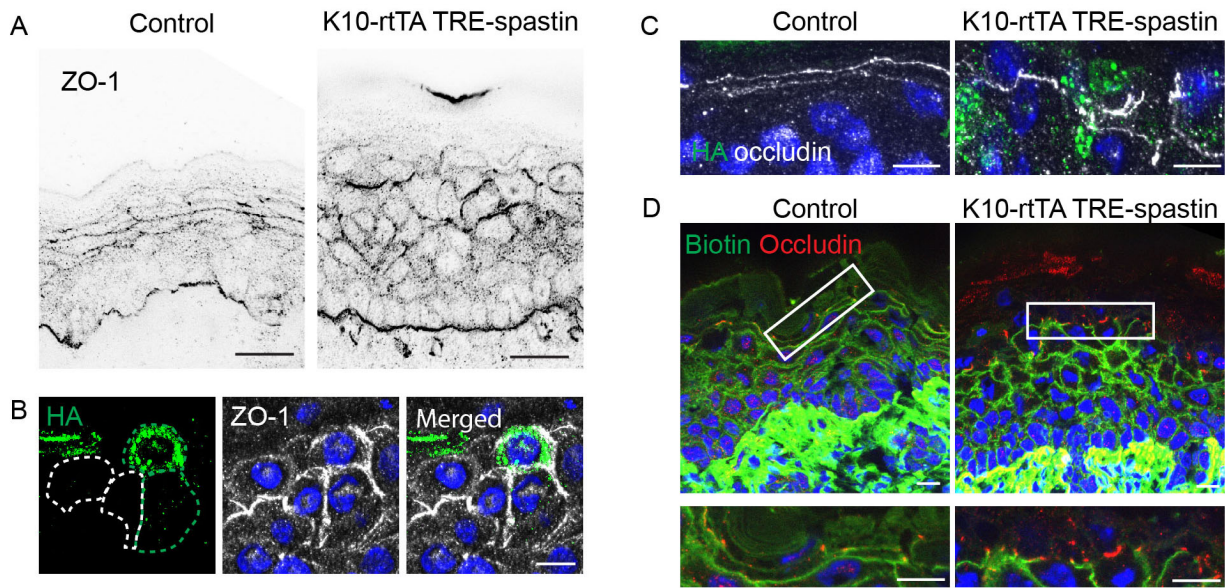 A
Control
K10-rtTA TRE-spastin
ZO-1
B
HA
ZO-1
Merged
C
Control
K10-rtTA TRE-spastin
HA occludin
D
Control
K10-rtTA TRE-spastin
Biotin Occludin